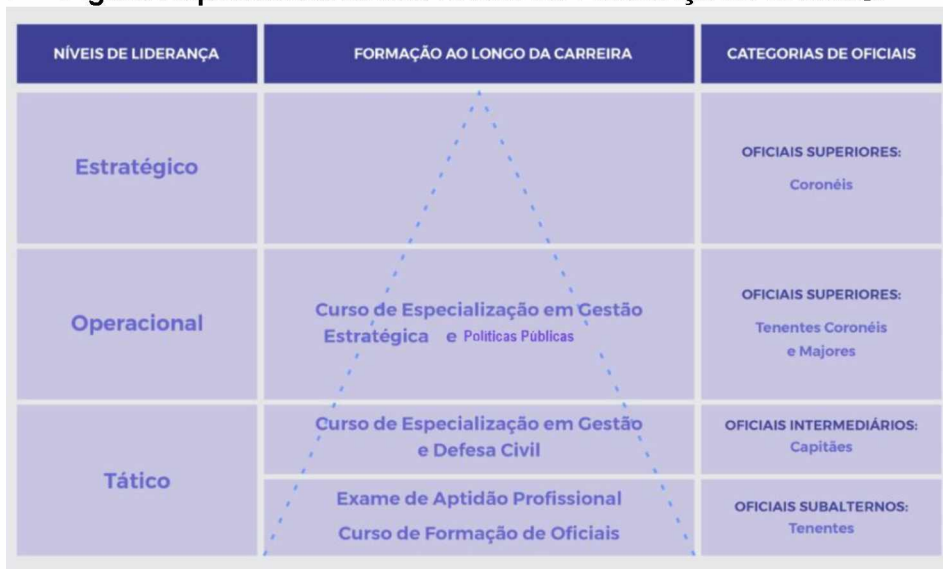 NÍVEIS DE LIDERANÇA
FORMAÇÃO AO LONGO DA CARREIRA
CATEGORIAS DE OFICIAIS
Estratégico
OFICIAIS SUPERIORES:
Coronéis
Operacional
Curso de Especialização em Gestão
Estratégica e Políticas Públicas
OFICIAIS SUPERIORES:
Tenentes Coronéis
e Majores
Tático
Curso de Especialização em Gestão
e Defesa Civil
OFICIAIS INTERMEDIÁRIOS:
Capitães
Exame de Aptidão Profissional
Curso de Formação de Oficiais
OFICIAIS SUBALTERNOS:
Tenentes